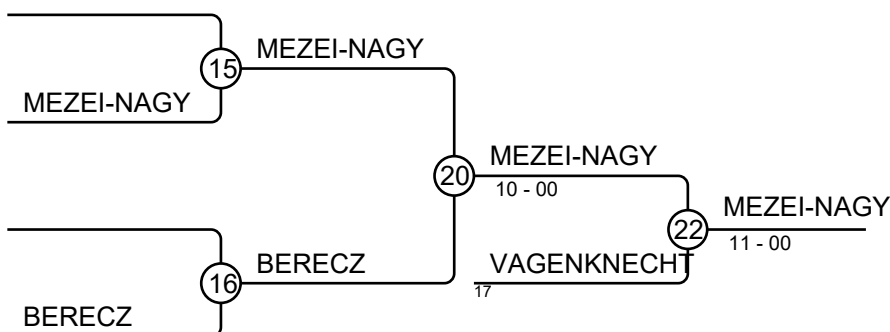 MEZEI-NAGY
15
MEZEI-NAGY
MEZEI-NAGY
20
10 - 00
MEZEI-NAGY
22
11 - 00
BERECZ
VAGENKNECHT
16
17
BERECZ